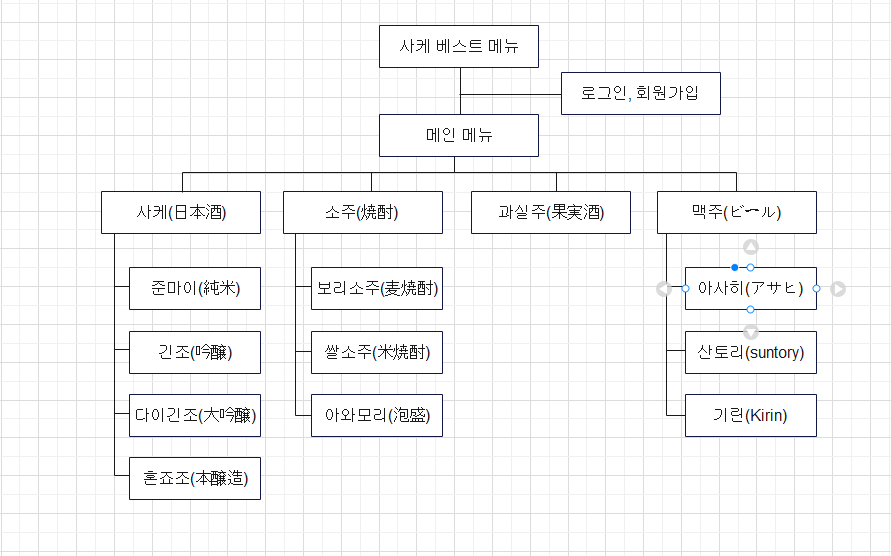 사케 베스트 메뉴
로그인, 회원가입
메인 메뉴
사케(日本酒)
소주(焼酎)
과실주(果実酒)
맥주(ビール)
준마이(純米)
보리소주(麦焼酎)
아사히(アサヒ)
긴조(吟醸)
쌀소주(米焼酎)
산토리(suntory)
다이긴조(大吟醸)
아와모리(泡盛)
기린(Kirin)
혼죠조(本醸造)